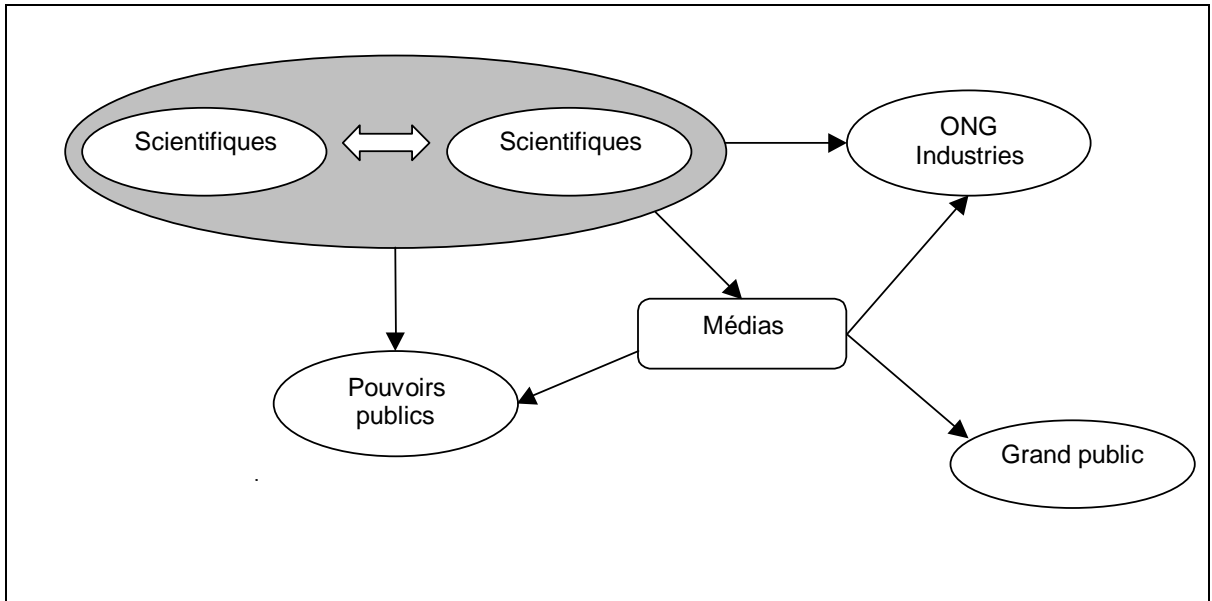 Scientifiques
Scientifiques
ONG
Industries
Médias
Pouvoirs
publics
Grand public